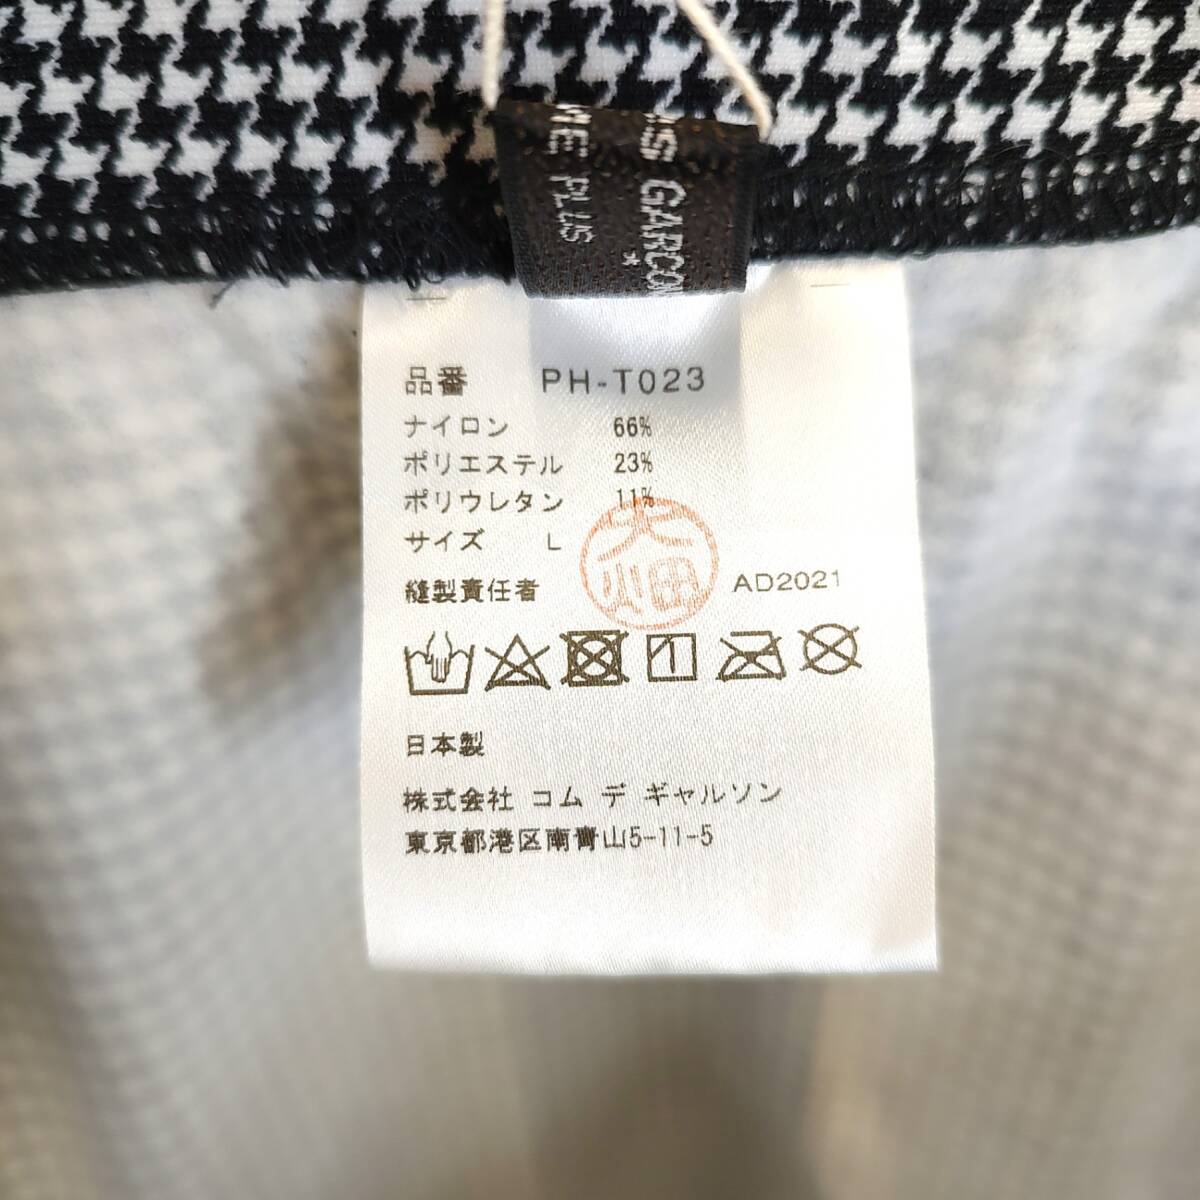 S GARCON
ME PLUS
*
品番 PH-T023
ナイロン 66%
ポリエステル 23%
ポリウレタン 11%
サイズ L
大畑
縫製責任者 AD2021
1
日本製
株式会社 コム デ ギャルソン
東京都港区南青山5-11-5